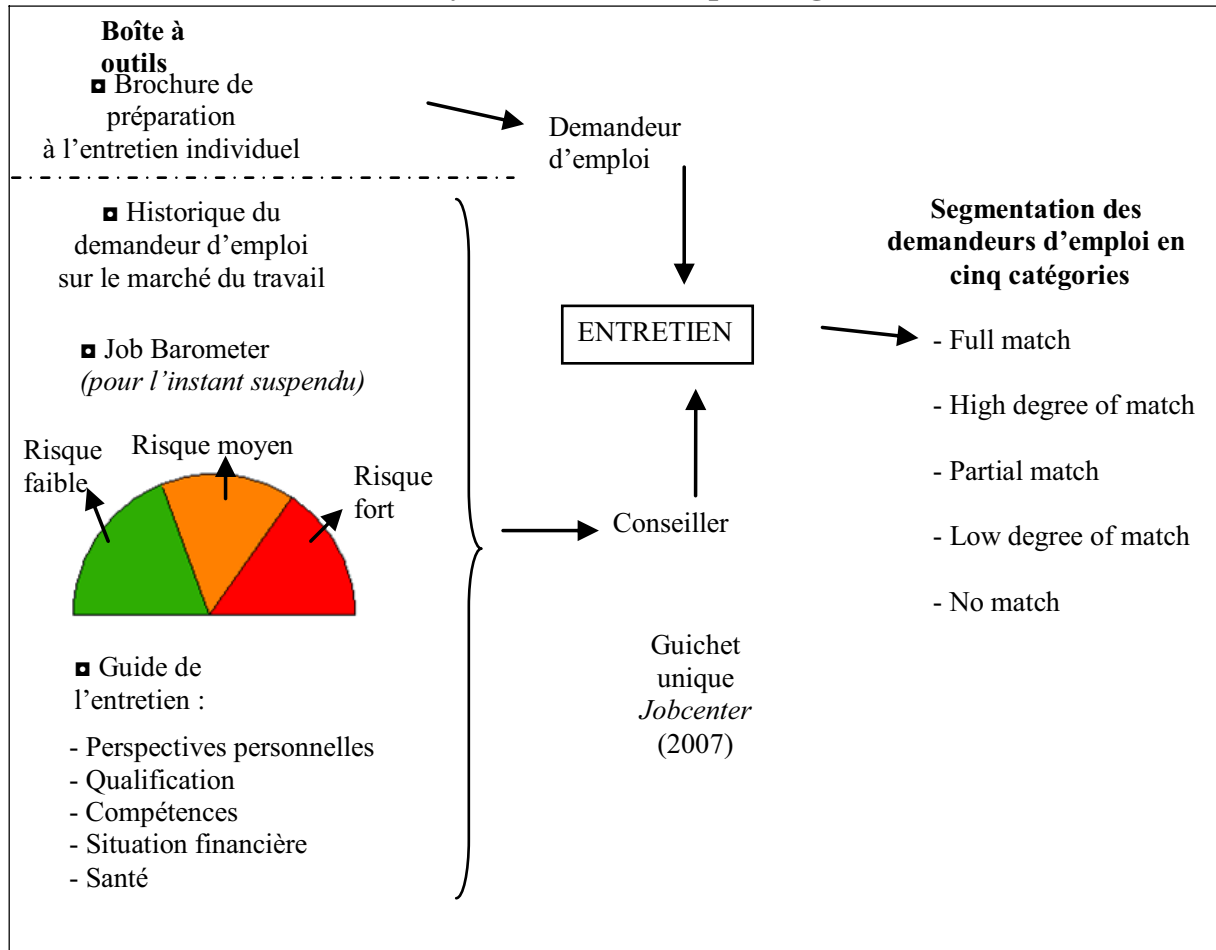 Boîte à
outils
◘ Brochure de
préparation
à l’entretien individuel
Demandeur
d’emploi
◘ Historique du
demandeur d’emploi
sur le marché du travail
◘ Job Barometer
(pour l’instant suspendu)
Risque
faible
Risque moyen
Risque
fort
◘ Guide de
l’entretien :
- Perspectives personnelles
- Qualification
- Compétences
- Situation financière
- Santé
ENTRETIEN
Conseiller
Guichet
unique
Jobcenter
(2007)
Segmentation des
demandeurs d’emploi en
cinq catégories
- Full match
- High degree of match
- Partial match
- Low degree of match
- No match